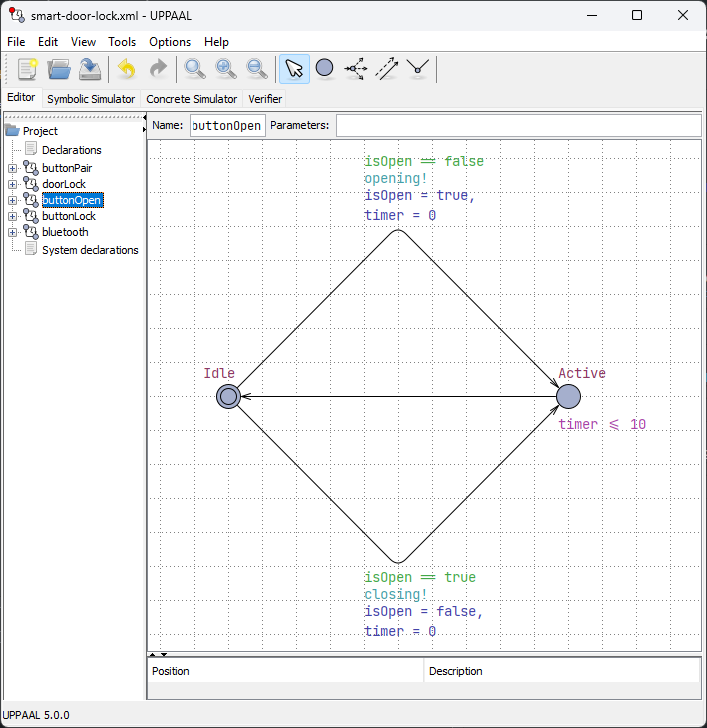 smart-door-lock.xml - UPPAAL
File Edit View Tools Options Help
Editor Symbolic Simulator Concrete Simulator Verifier
Project
Declarations
buttonPair
doorLock
buttonOpen
buttonLock
bluetooth
System declarations
Name: buttonOpen Parameters:
isOpen == false
opening!
isOpen = true,
timer = 0
Idle
Active
timer <= 10
isOpen == true
closing!
isOpen = false,
timer = 0
Position Description
UPPAAL 5.0.0